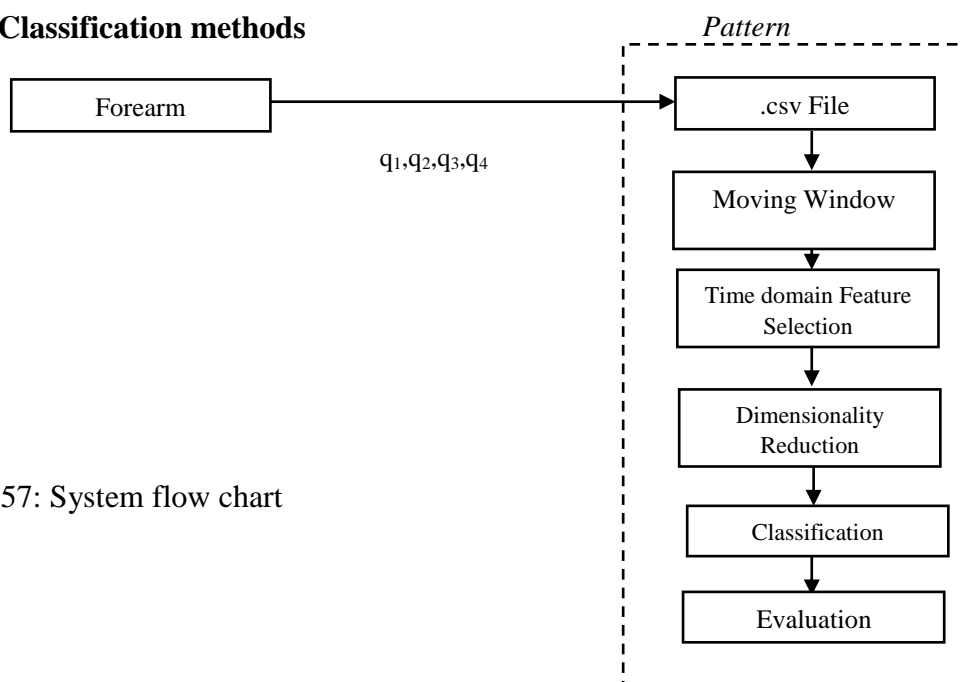 Classification methods
Pattern
Forearm
.csv File
q₁,q₂,q₃,q₄
Moving Window
Time domain Feature
Selection
Dimensionality
Reduction
57: System flow chart
Classification
Evaluation